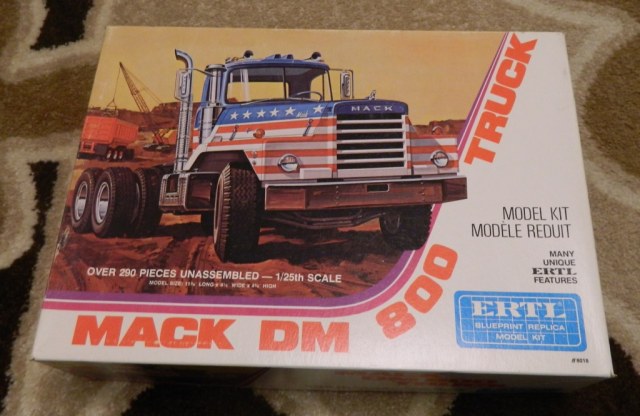 MACK
OVER 290 PIECES UNASSEMBLED — 1/25th SCALE
MACK DM 800 TRUCK
MODEL KIT
MODÈLE REDUIT
MANY
UNIQUE
ERTL
FEATURES
ERTL
BLUEPRINT REPLICA
MODEL KIT